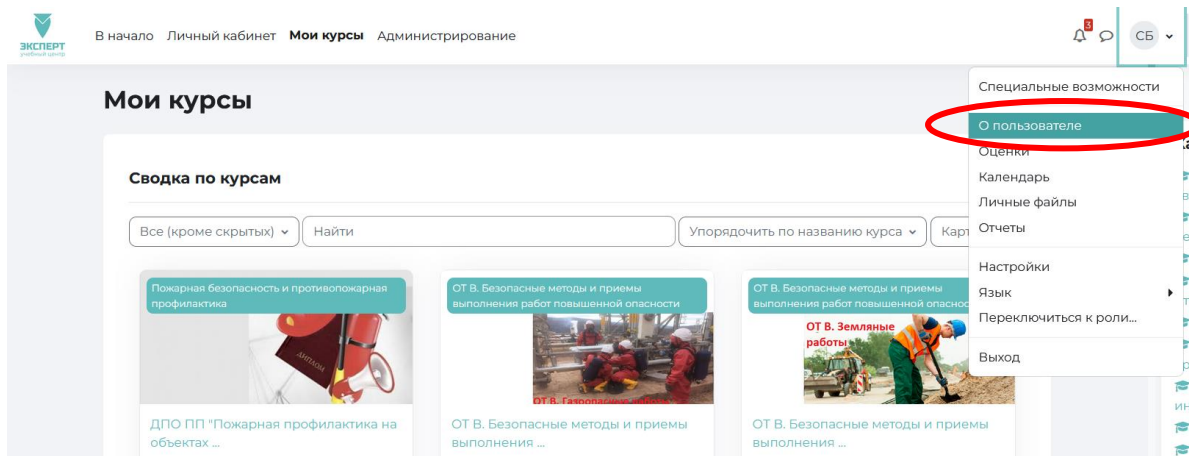 ЭКСПЕРТ
учебный центр
В начало Личный кабинет Мои курсы Администрирование
3
СБ
Мои курсы
Специальные возможности
О пользователе
Оценки
Календарь
Личные файлы
Отчеты
Настройки
Язык
Переключиться к роли...
Выход
Сводка по курсам
Все (кроме скрытых) Найти Упорядочить по названию курса
Пожарная безопасность и противопожарная
профилактика
ДИПЛОМ
ДПО ПП "Пожарная профилактика на
объектах ...
ОТ В. Безопасные методы и приемы
выполнения работ повышенной опасности
ОТ В. Газоопасные работы
ОТ В. Безопасные методы и приемы
выполнения ...
ОТ В. Безопасные методы и приемы
выполнения работ повышенной
ОТ В. Земляные
работы
ОТ В. Безопасные методы и приемы
выполнения ...